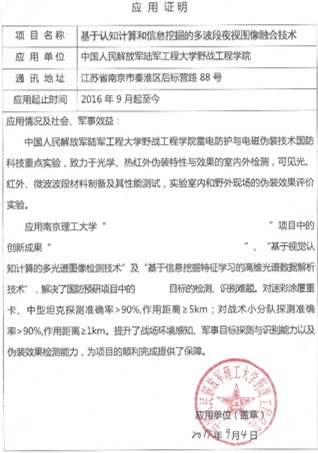 应 用 证 明
项 目 名 称 基于认知计算和信息挖掘的多波段夜视图像融合技术
应 用 单 位 中国人民解放军陆军工程大学野战工程学院
通 讯 地 址 江苏省南京市秦淮区后标营路 88 号
应用起止时间 2016 年 9 月起至今
应用情况及社会、军事效益：
中国人民解放军陆军工程大学野战工程学院雷电防护与电磁伪装技术国防
科技重点实验，致力于光学、热红外伪装特性与效果的室内外检测，可见光、
红外、微波波段材料制备及其性能测试，实验室内和野外现场的伪装效果评价
实验。
应用南京理工大学“ ”项目中的
创新成果“ ”、“基于视觉认
知计算的多光谱图像检测技术”及“基于信息挖掘特征学习的高维光谱数据解析
技术”，解决了国防预研项目中的 目标的检测、识别难题。对迷彩涂覆重
卡、中型坦克探测准确率>90%,作用距离≥5km；对战术小分队探测准确
率>90%,作用距离≥1km。提升了战场环境感知、军事目标探测与识别能力以及
伪装效果检测能力，为项目的顺利完成提供了保障。
应用单位（盖章）
2017 年 9 月 4 日